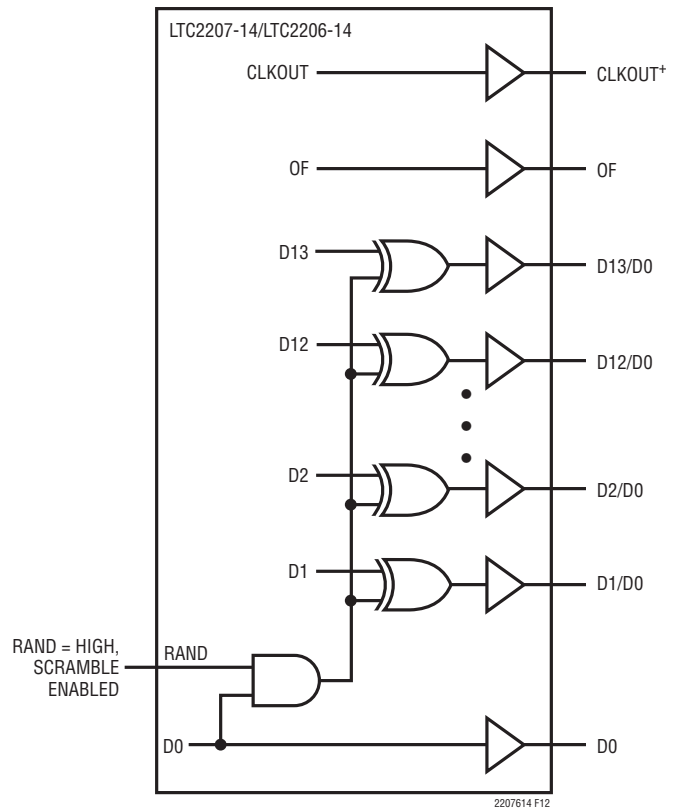 LTC2207-14/LTC2206-14
CLKOUT
CLKOUT+
OF
OF
D13
D13/D0
D12
D12/D0
D2
D2/D0
D1
D1/D0
RAND = HIGH,
SCRAMBLE
ENABLED
RAND
D0
D0
2207614 F12